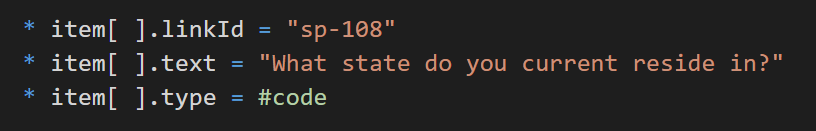 * item[ ].linkId = "sp-108"
* item[ ].text = "What state do you current reside in?"
* item[ ].type = #code